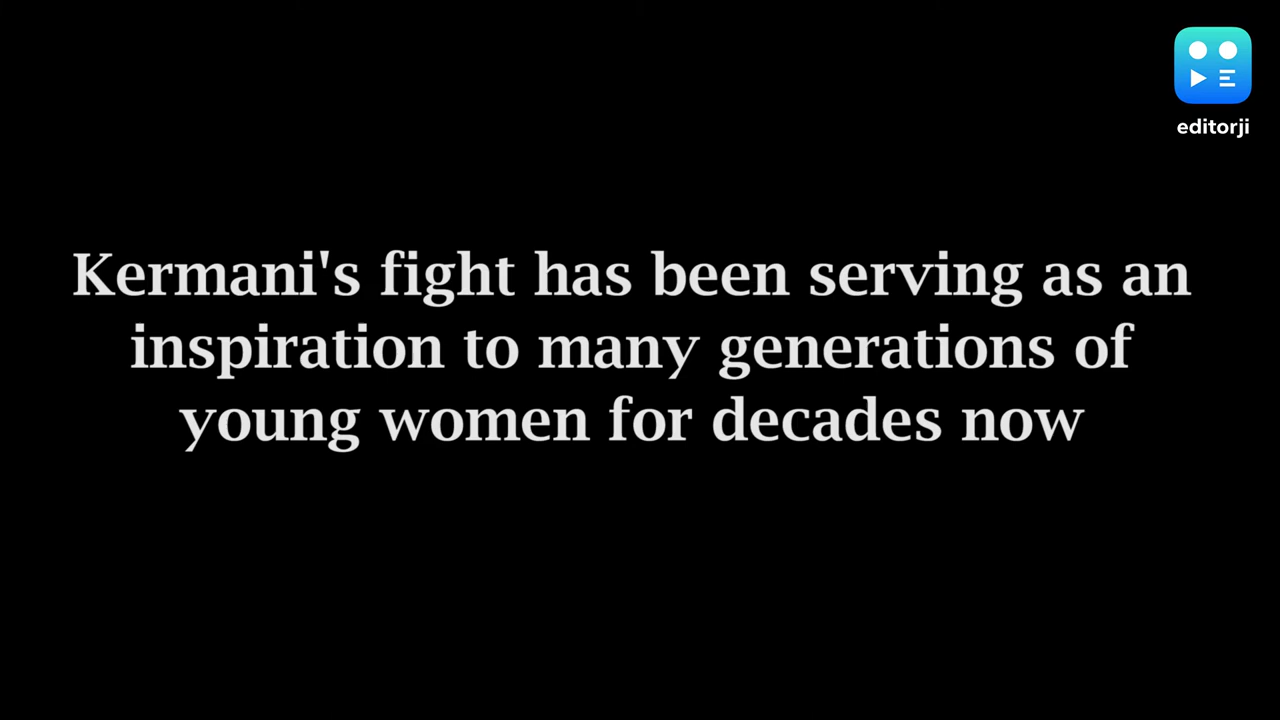 editorji
Kermani's fight has been serving as an
inspiration to many generations of
young women for decades now